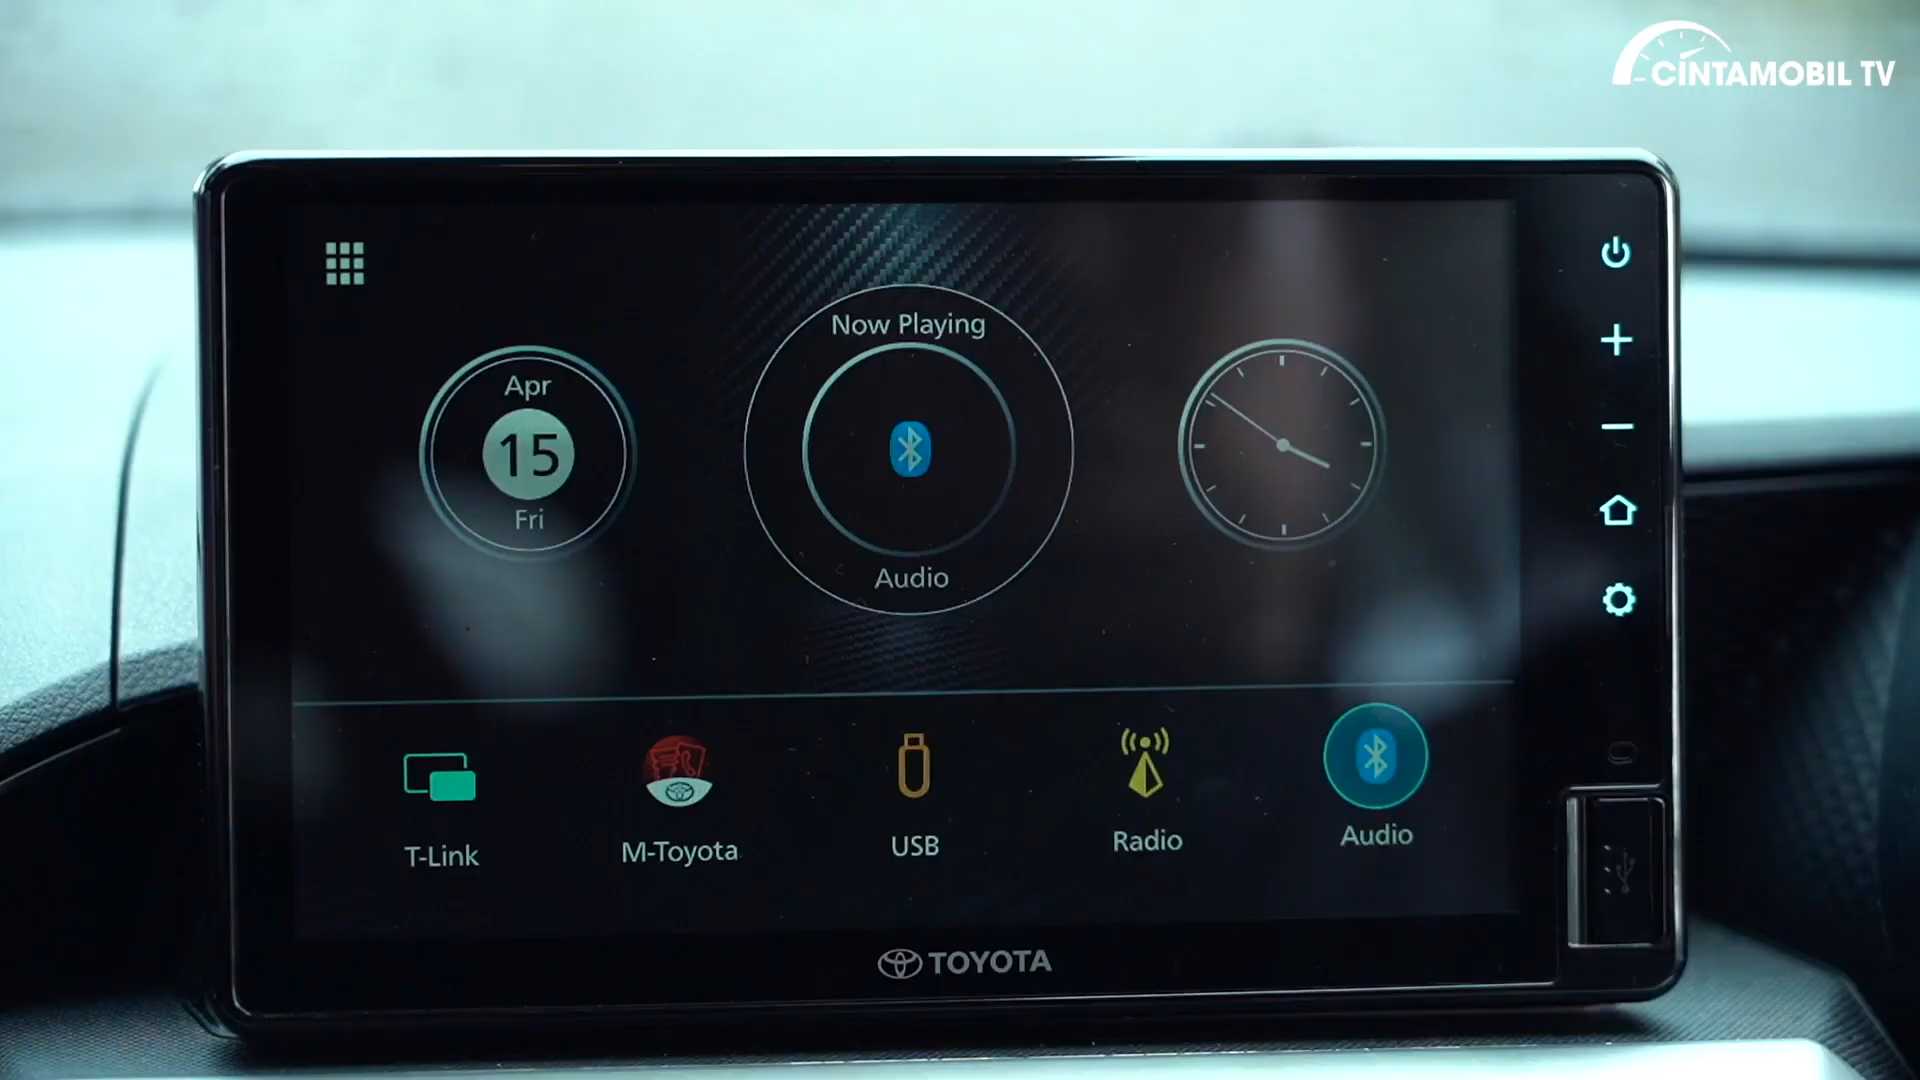 CINTAMOBIL TV
Apr
15
Fri
Now Playing
Audio
T-Link
M-Toyota
USB
Radio
Audio
TOYOTA